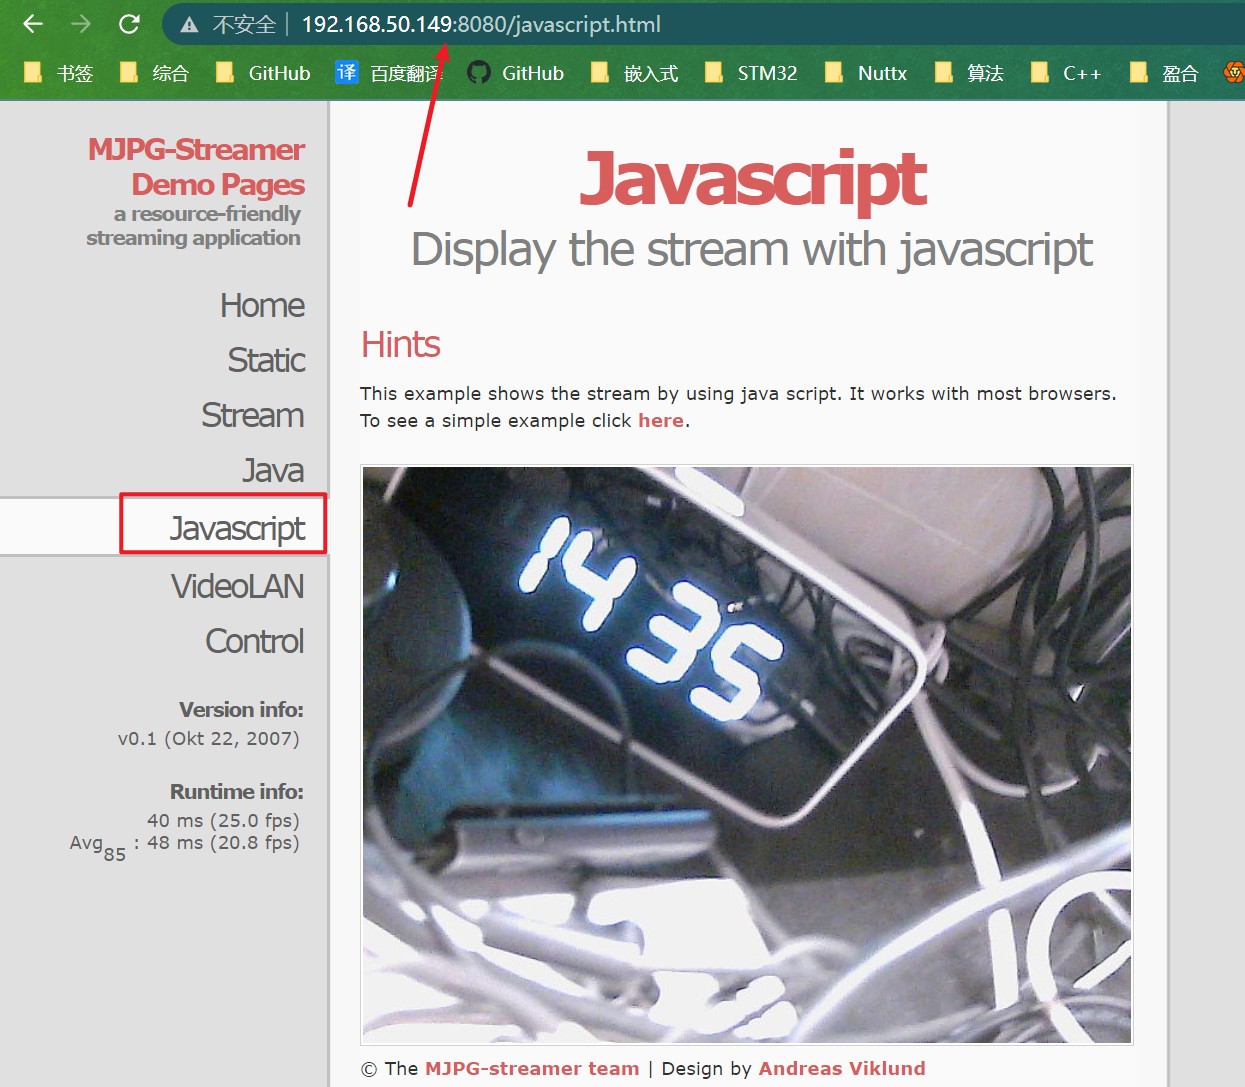 不安全 192.168.50.149:8080/javascript.html
书签 综合 GitHub 译 百度翻译 GitHub 嵌入式 STM32 Nuttx 算法 C++ 盈合
MJPG-Streamer
Demo Pages
a resource-friendly
streaming application
Home
Static
Stream
Java
Javascript
VideoLAN
Control
Version info:
v0.1 (Okt 22, 2007)
Runtime info:
40 ms (25.0 fps)
Avg85 : 48 ms (20.8 fps)
Javascript
Display the stream with javascript
Hints
This example shows the stream by using java script. It works with most browsers.
To see a simple example click here.
14 35
© The MJPG-streamer team | Design by Andreas Viklund